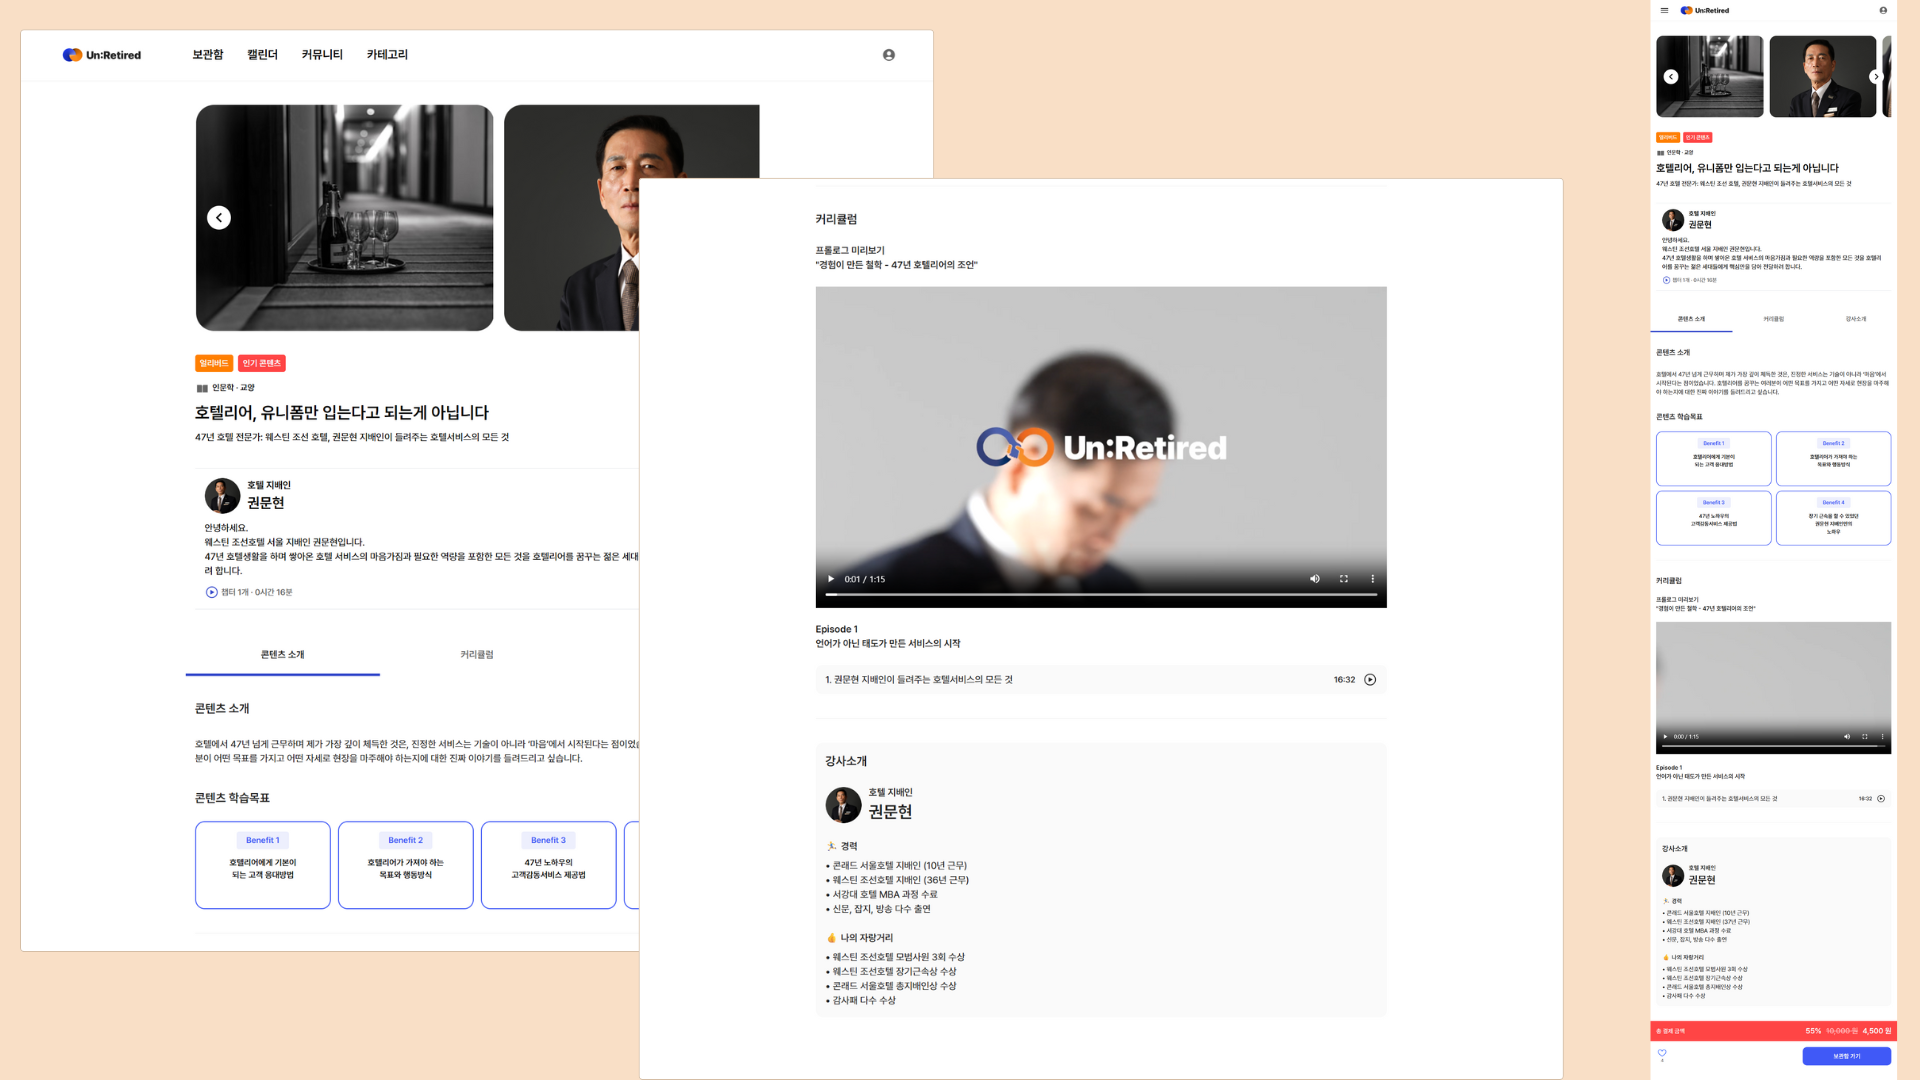 Un:Retired
보관함
캘린더
커뮤니티
카테고리
얼리버드
인기 콘텐츠
인문학 · 교양
호텔리어, 유니폼만 입는다고 되는게 아닙니다
47년 호텔 전문가: 웨스틴 조선 호텔, 권문현 지배인이 들려주는 호텔서비스의 모든 것
호텔 지배인
권문현
안녕하세요.
웨스틴 조선호텔 서울 지배인 권문현입니다.
47년 호텔생활을 하며 쌓아온 호텔 서비스의 마음가짐과 필요한 역량을 포함한 모든 것을 호텔리어를 꿈꾸는 젊은 세대
려 합니다.
챕터 1개 · 0시간 16분
콘텐츠 소개
커리큘럼
콘텐츠 소개
호텔에서 47년 넘게 근무하며 제가 가장 깊이 체득한 것은, 진정한 서비스는 기술이 아니라 '마음'에서 시작된다는 점이었습
분이 어떤 목표를 가지고 어떤 자세로 현장을 마주해야 하는지에 대한 진짜 이야기를 들려드리고 싶습니다.
콘텐츠 학습목표
Benefit 1
호텔리어에게 기본이
되는 고객 응대방법
Benefit 2
호텔리어가 가져야 하는
목표와 행동방식
Benefit 3
47년 노하우의
고객감동서비스 제공법
커리큘럼
프롤로그 미리보기
"경험이 만든 철학 - 47년 호텔리어의 조언"
Un:Retired
0:01 / 1:15
Episode 1
언어가 아닌 태도가 만든 서비스의 시작
1. 권문현 지배인이 들려주는 호텔서비스의 모든 것
16:32
강사소개
호텔 지배인
권문현
경력
• 콘래드 서울호텔 지배인 (10년 근무)
• 웨스틴 조선호텔 지배인 (36년 근무)
• 서강대 호텔 MBA 과정 수료
• 신문, 잡지, 방송 다수 출연
나의 자랑거리
• 웨스틴 조선호텔 모범사원 3회 수상
• 웨스틴 조선호텔 장기근속상 수상
• 콘래드 서울호텔 총지배인상 수상
• 감사패 다수 수상
Un:Retired
얼리버드
인기 콘텐츠
인문학 · 교양
호텔리어, 유니폼만 입는다고 되는게 아닙니다
47년 호텔 전문가: 웨스틴 조선 호텔, 권문현 지배인이 들려주는 호텔서비스의 모든 것
호텔 지배인
권문현
안녕하세요.
웨스틴 조선호텔 서울 지배인 권문현입니다.
47년 호텔생활을 하며 쌓아온 호텔 서비스의 마음가짐과 필요한 역량을 포함한 모든 것을 호텔리
어를 꿈꾸는 젊은 세대들에게 핵심만을 담아 전달하려 합니다.
챕터 1개 · 0시간 16분
콘텐츠 소개
커리큘럼
강사소개
콘텐츠 소개
호텔에서 47년 넘게 근무하며 제가 가장 깊이 체득한 것은, 진정한 서비스는 기술이 아니라 '마음'에서
시작된다는 점이었습니다. 호텔리어를 꿈꾸는 여러분이 어떤 목표를 가지고 어떤 자세로 현장을 마주해
야 하는지에 대한 진짜 이야기를 들려드리고 싶습니다.
콘텐츠 학습목표
Benefit 1
호텔리어에게 기본이
되는 고객 응대방법
Benefit 2
호텔리어가 가져야 하는
목표와 행동방식
Benefit 3
47년 노하우의
고객감동서비스 제공법
Benefit 4
장기 근속을 할 수 있었던
권문현 지배인만의
노하우
커리큘럼
프롤로그 미리보기
"경험이 만든 철학 - 47년 호텔리어의 조언"
0:00 / 1:15
Episode 1
언어가 아닌 태도가 만든 서비스의 시작
1. 권문현 지배인이 들려주는 호텔서비스의 모든 것
16:32
강사소개
호텔 지배인
권문현
경력
• 콘래드 서울호텔 지배인 (10년 근무)
• 웨스틴 조선호텔 지배인 (37년 근무)
• 서강대 호텔 MBA 과정 수료
• 신문, 잡지, 방송 다수 출연
나의 자랑거리
• 웨스틴 조선호텔 모범사원 3회 수상
• 웨스틴 조선호텔 장기근속상 수상
• 콘래드 서울호텔 총지배인상 수상
• 감사패 다수 수상
총 결제 금액
55% 10,000 원 4,500 원
보관함 가기